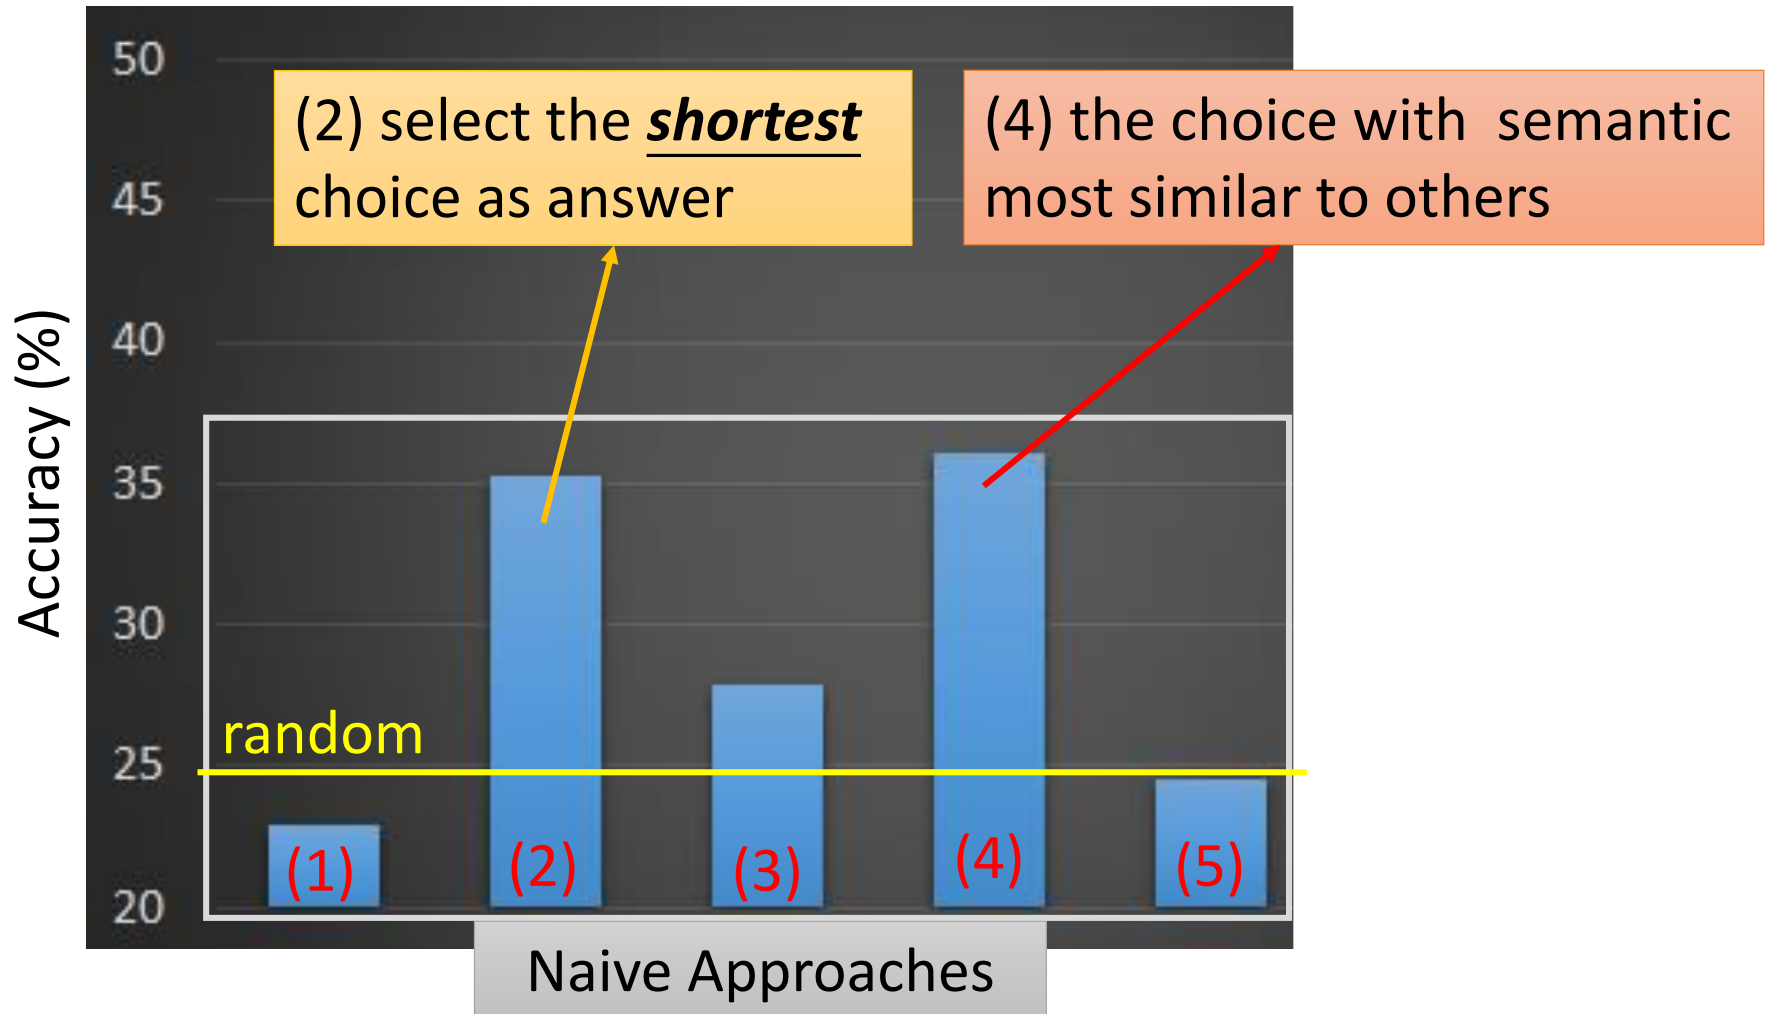 50
(2) select the shortest
choice as answer
(4) the choice with  semantic
most similar to others
45
40
35
30
25
20
Accuracy (%)
random
(1)
(2)
(3)
(4)
(5)
Naive Approaches